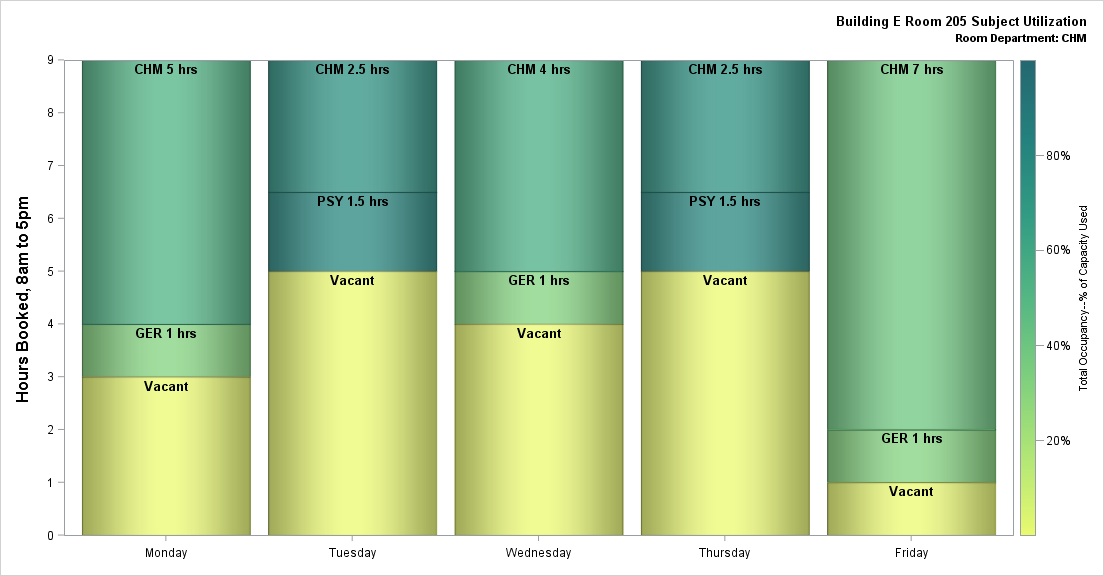 Building E Room 205 Subject Utilization
Room Department: CHM
Hours Booked, 8am to 5pm
9
8
7
6
5
4
3
2
1
0
CHM 5 hrs
GER 1 hrs
Vacant
CHM 2.5 hrs
PSY 1.5 hrs
Vacant
CHM 4 hrs
GER 1 hrs
Vacant
CHM 2.5 hrs
PSY 1.5 hrs
Vacant
CHM 7 hrs
GER 1 hrs
Vacant
Monday
Tuesday
Wednesday
Thursday
Friday
80%
60%
40%
20%
Total Occupancy--% of Capacity Used